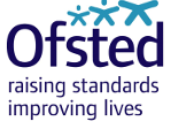 Ofsted
raising standards
improving lives